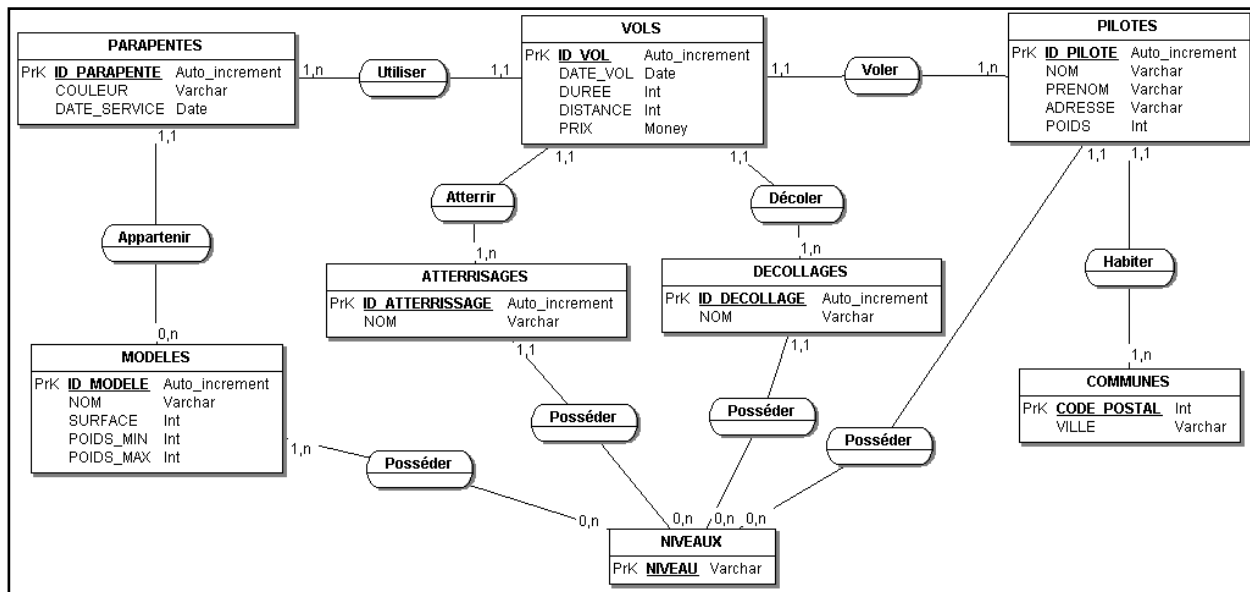 PARAPENTES
PrK ID_PARAPENTE Auto_increment
COULEUR Varchar
DATE_SERVICE Date
1,n
Utiliser
1,1
VOLS
PrK ID_VOL Auto_increment
DATE_VOL Date
DUREE Int
DISTANCE Int
PRIX Money
1,1
Voler
1,n
PILOTES
PrK ID_PILOTE Auto_increment
NOM Varchar
PRENOM Varchar
ADRESSE Varchar
POIDS Int
1,1
1,1
1,1
1,1
1,1
Appartenir
Atterrir
Décoler
Habiter
0,n
1,n
1,n
1,n
ATTERRISAGES
PrK ID_ATTERRISSAGE Auto_increment
NOM Varchar
1,1
DECOLLAGES
PrK ID_DECOLLAGE Auto_increment
NOM Varchar
1,1
MODELES
PrK ID_MODELE Auto_increment
NOM Varchar
SURFACE Int
POIDS_MIN Int
POIDS_MAX Int
1,n
COMMUNES
PrK CODE_POSTAL Int
VILLE Varchar
Posséder
Posséder
Posséder
Posséder
0,n
0,n
0,n
0,n
NIVEAUX
PrK NIVEAU Varchar